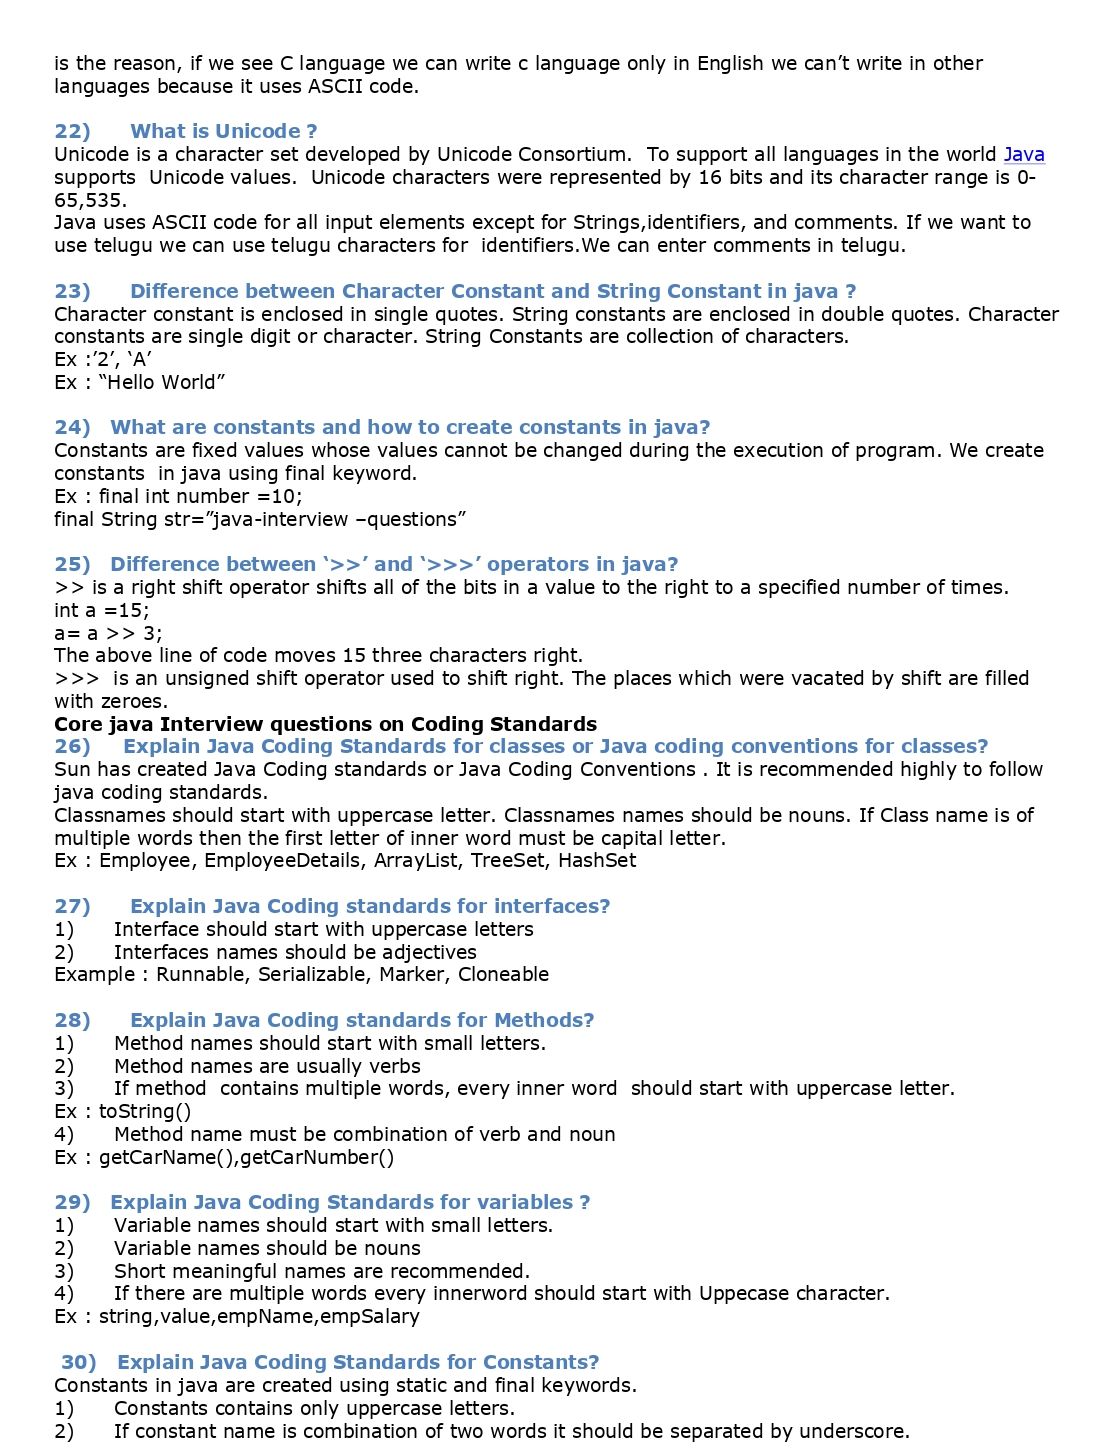 is the reason, if we see C language we can write c language only in English we can’t write in other
languages because it uses ASCII code.
22) What is Unicode ?
Unicode is a character set developed by Unicode Consortium. To support all languages in the world Java
supports Unicode values. Unicode characters were represented by 16 bits and its character range is 0-
65,535.
Java uses ASCII code for all input elements except for Strings,identifiers, and comments. If we want to
use telugu we can use telugu characters for identifiers.We can enter comments in telugu.
23) Difference between Character Constant and String Constant in java ?
Character constant is enclosed in single quotes. String constants are enclosed in double quotes. Character
constants are single digit or character. String Constants are collection of characters.
Ex :’2’, ‘A’
Ex : “Hello World”
24) What are constants and how to create constants in java?
Constants are fixed values whose values cannot be changed during the execution of program. We create
constants in java using final keyword.
Ex : final int number =10;
final String str=”java-interview –questions”
25) Difference between ‘>>’ and ‘>>>’ operators in java?
>> is a right shift operator shifts all of the bits in a value to the right to a specified number of times.
int a =15;
a= a >> 3;
The above line of code moves 15 three characters right.
>>> is an unsigned shift operator used to shift right. The places which were vacated by shift are filled
with zeroes.
Core java Interview questions on Coding Standards
26) Explain Java Coding Standards for classes or Java coding conventions for classes?
Sun has created Java Coding standards or Java Coding Conventions . It is recommended highly to follow
java coding standards.
Classnames should start with uppercase letter. Classnames names should be nouns. If Class name is of
multiple words then the first letter of inner word must be capital letter.
Ex : Employee, EmployeeDetails, ArrayList, TreeSet, HashSet
27) Explain Java Coding standards for interfaces?
1) Interface should start with uppercase letters
2) Interfaces names should be adjectives
Example : Runnable, Serializable, Marker, Cloneable
28) Explain Java Coding standards for Methods?
1) Method names should start with small letters.
2) Method names are usually verbs
3) If method contains multiple words, every inner word should start with uppercase letter.
Ex : toString()
4) Method name must be combination of verb and noun
Ex : getCarName(),getCarNumber()
29) Explain Java Coding Standards for variables ?
1) Variable names should start with small letters.
2) Variable names should be nouns
3) Short meaningful names are recommended.
4) If there are multiple words every innerword should start with Uppecase character.
Ex : string,value,empName,empSalary
30) Explain Java Coding Standards for Constants?
Constants in java are created using static and final keywords.
1) Constants contains only uppercase letters.
2) If constant name is combination of two words it should be separated by underscore.